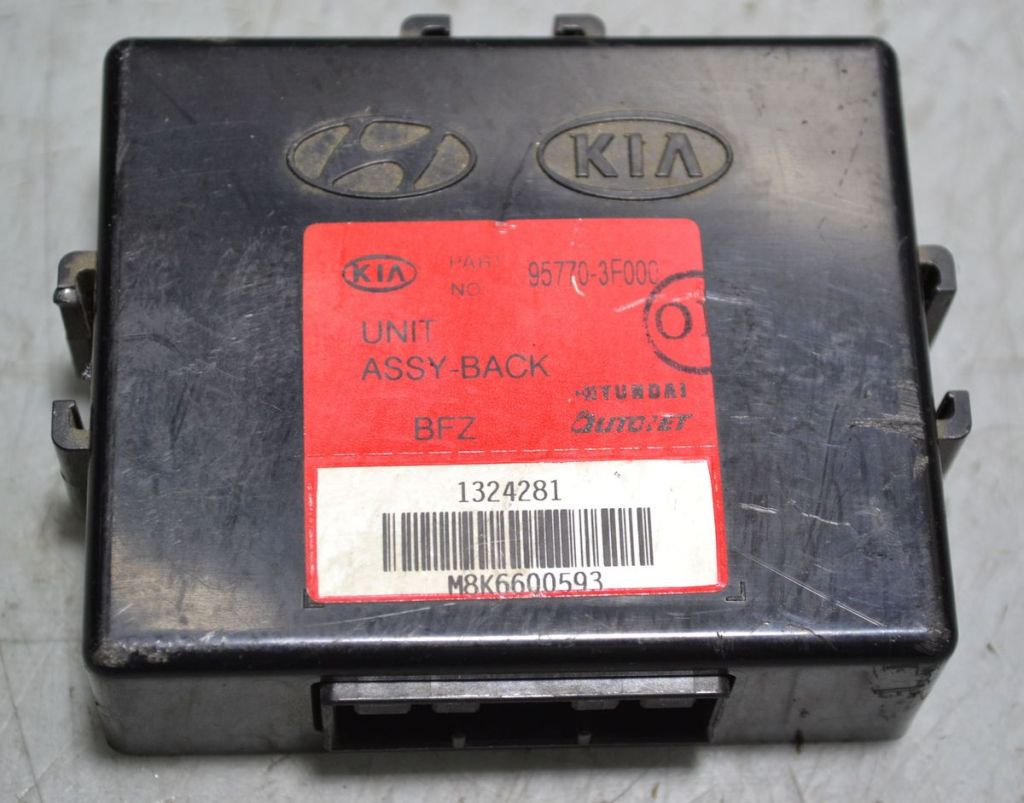 KIA
KIA
PART NO. 95770-3F000
UNIT
ASSY-BACK
HYUNDAI
BFZ
AUTONET
1324281
M8K6600593